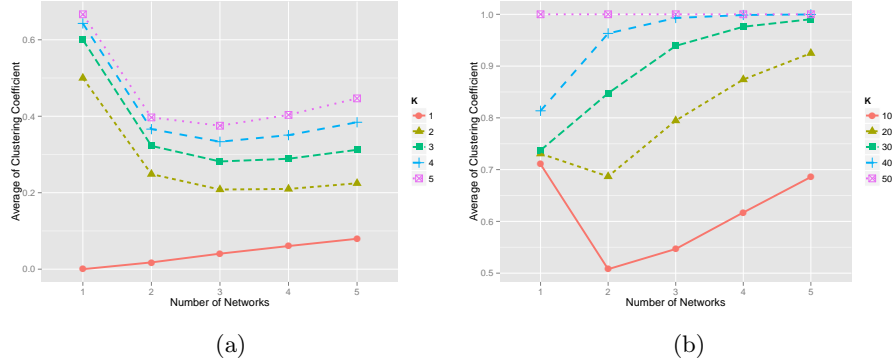 0.6
0.4
0.2
0.0
Average of Clustering Coefficient
1 2 3 4 5
Number of Networks
K
1
2
3
4
5
(a)
1.0
0.9
0.8
0.7
0.6
0.5
Average of Clustering Coefficient
1 2 3 4 5
Number of Networks
K
10
20
30
40
50
(b)